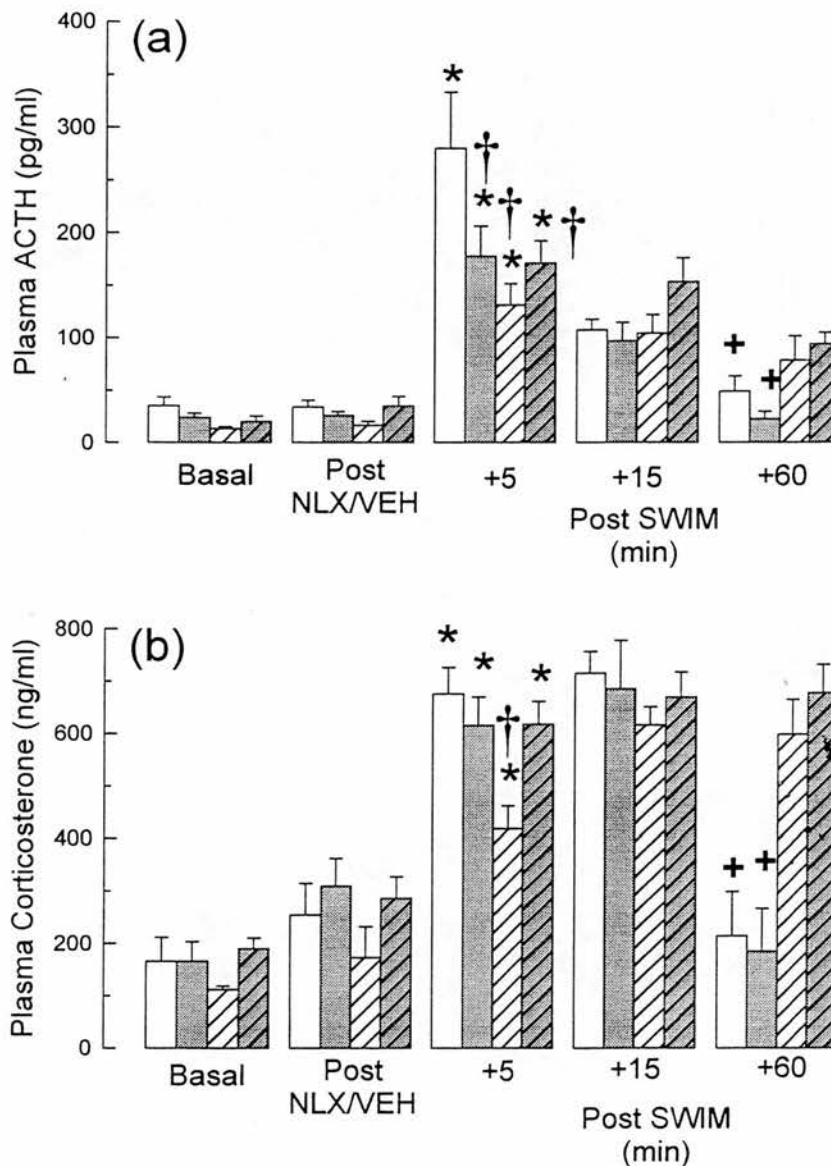 (a)
Plasma ACTH (pg/ml)
400
300
200
100
0
*
†
*
†
*
*
†
+
+
Basal
Post
NLX/VEH
+5
+15
+60
Post SWIM
(min)
(b)
Plasma Corticosterone (ng/ml)
800
600
400
200
0
*
*
†
*
*
+
+
Basal
Post
NLX/VEH
+5
+15
+60
Post SWIM
(min)